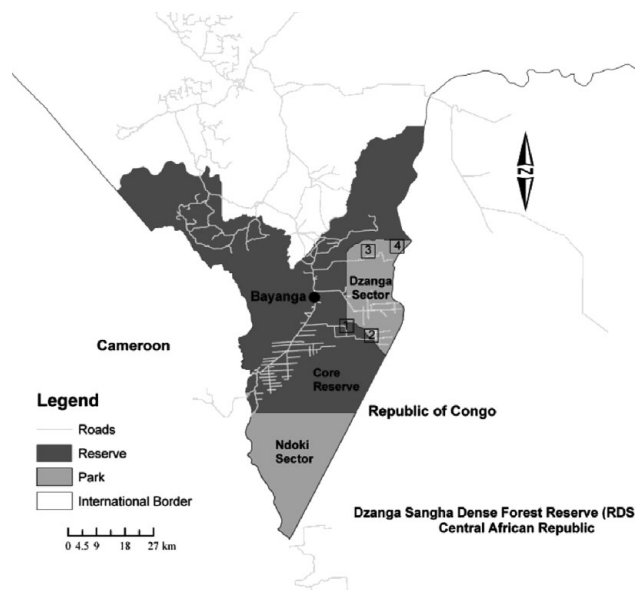 3
4
Dzanga
Sector
Bayanga
1
2
Cameroon
Core
Reserve
Republic of Congo
Legend
Roads
Reserve
Park
International Border
Ndoki
Sector
0 4.5 9 18 27 km
Dzanga Sangha Dense Forest Reserve (RDS
Central African Republic
N